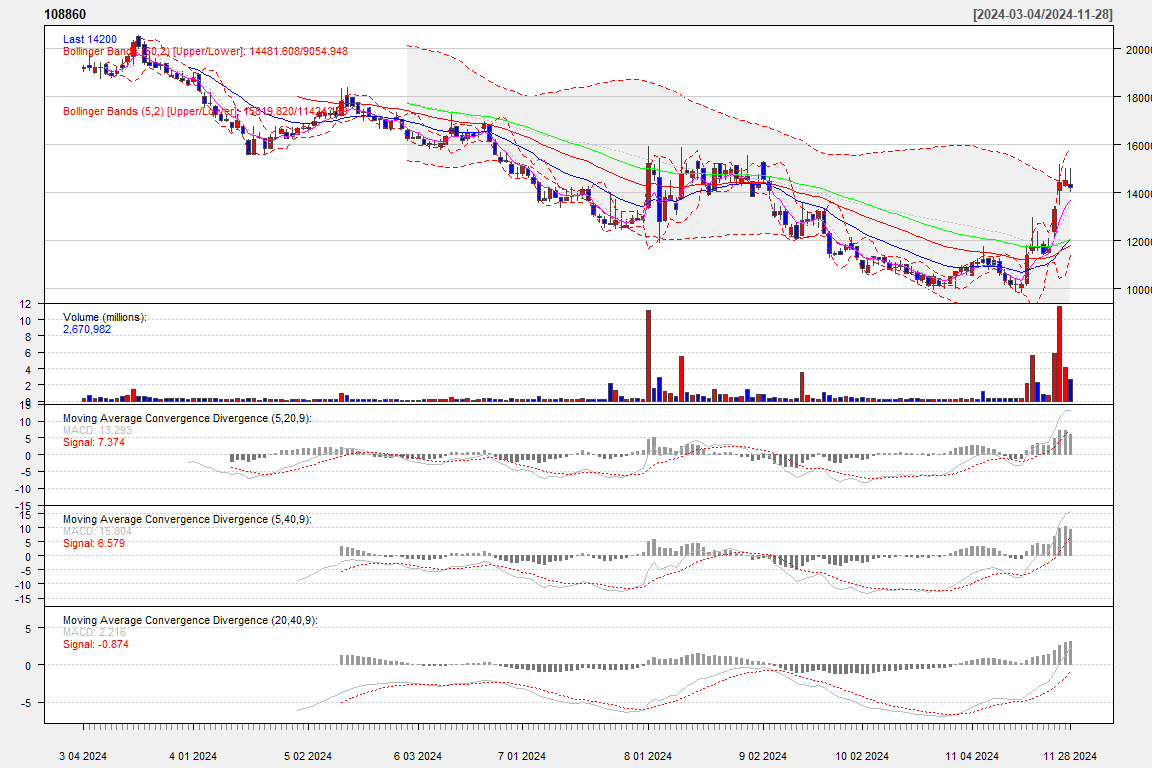 108860
[2024-03-04/2024-11-28]
Last 14200
Bollinger Bands (60,2) [Upper/Lower]: 14481.608/9054.948
Bollinger Bands (5,2) [Upper/Lower]:
20000
18000
16000
14000
12000
10000
Volume (millions):
2,670,982
12
10
8
6
4
2
0
Moving Average Convergence Divergence (5,20,9):
MACD: 13.293
Signal: 7.374
15
10
5
0
-5
-10
-15
Moving Average Convergence Divergence (5,40,9):
MACD: 15.804
Signal: 6.579
15
10
5
0
-5
-10
-15
Moving Average Convergence Divergence (20,40,9):
MACD: 2.216
Signal: -0.874
5
0
-5
3 04 2024
4 01 2024
5 02 2024
6 03 2024
7 01 2024
8 01 2024
9 02 2024
10 02 2024
11 04 2024
11 28 2024